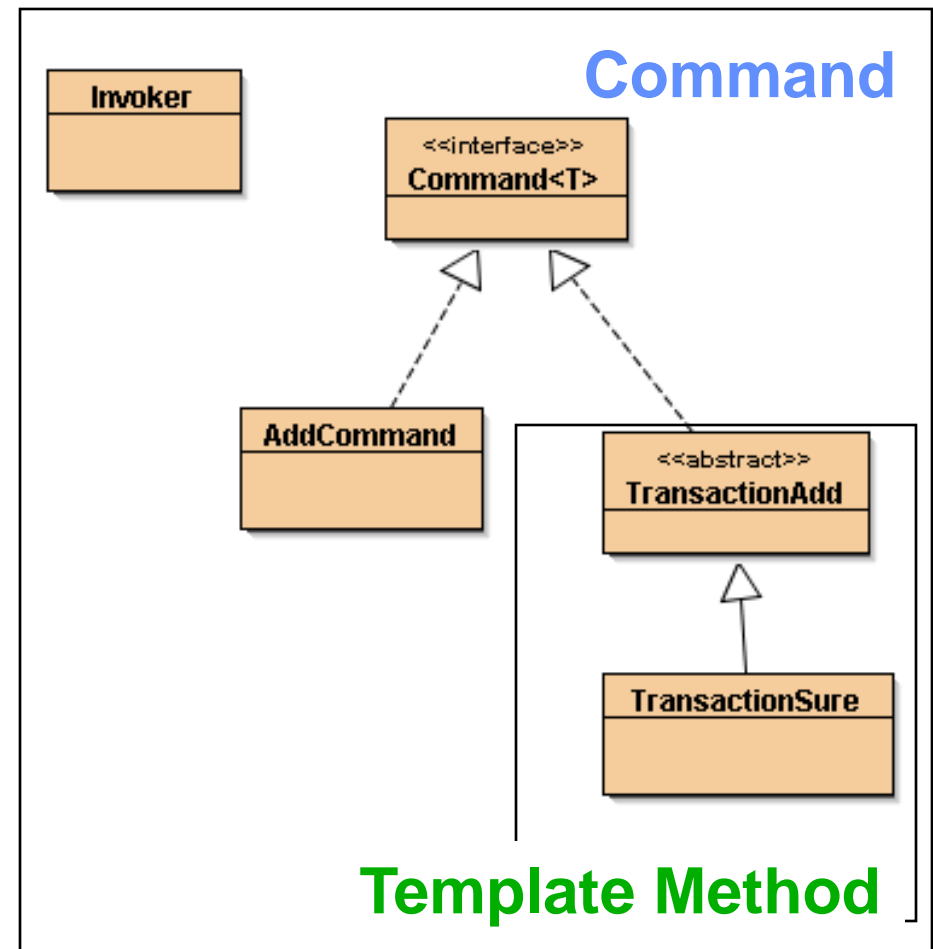 Command
Invoker
<<interface>>
Command<T>
AddCommand
<<abstract>>
TransactionAdd
TransactionSure
Template Method